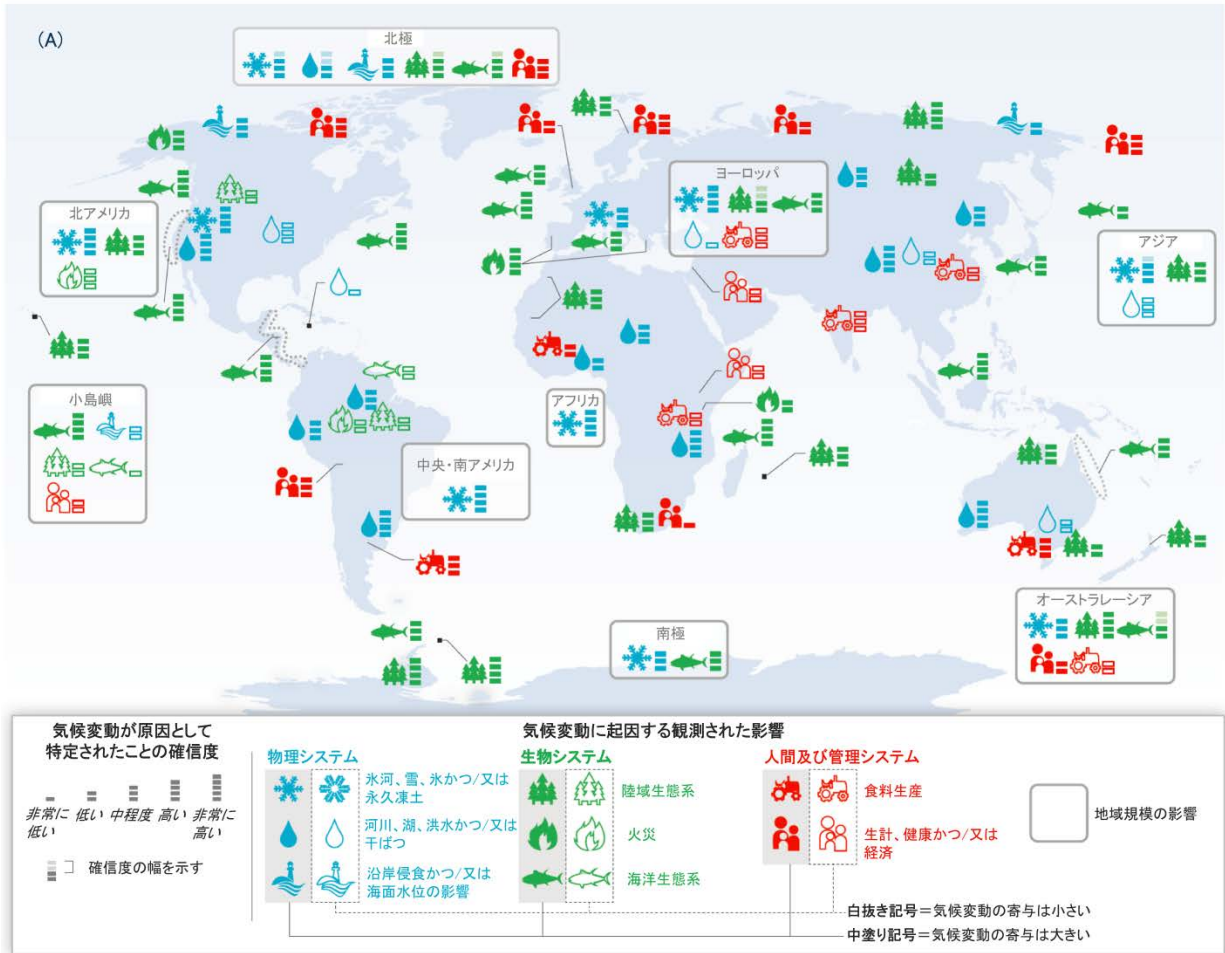 (A)
北極
ヨーロッパ
北アメリカ
アジア
小島嶼
アフリカ
中央・南アメリカ
オーストラレーシア
南極
気候変動が原因として
特定されたことの確信度
非常に
低い
低い
中程度
高い
非常に
高い
確信度の幅を示す
気候変動に起因する観測された影響
物理システム
氷河、雪、氷かつ/又は
永久凍土
河川、湖、洪水かつ/又は
干ばつ
沿岸侵食かつ/又は
海面水位の影響
生物システム
陸域生態系
火災
海洋生態系
人間及び管理システム
食料生産
生計、健康かつ/又は
経済
地域規模の影響
白抜き記号=気候変動の寄与は小さい
中塗り記号=気候変動の寄与は大きい